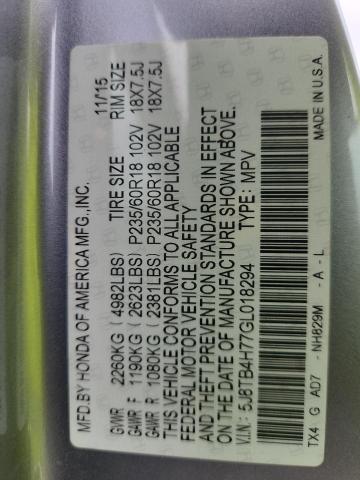 MFD.BY HONDA OF AMERICA MFG.,INC. 11/15
GVWR 2260KG (4982LBS) TIRE SIZE RIM SIZE
GAWR F 1190KG (2623LBS) P235/60R18 102V 18X7.5J
GAWR R 1080KG (2381LBS) P235/60R18 102V 18X7.5J
THIS VEHICLE CONFORMS TO ALL APPLICABLE
FEDERAL MOTOR VEHICLE SAFETY
AND THEFT PREVENTION STANDARDS IN EFFECT
ON THE DATE OF MANUFACTURE SHOWN ABOVE.
V.I.N: 5J8TB4H77GL018294 TYPE: MPV
TX4 G AD7 - NH829M - A - L MADE IN U.S.A.